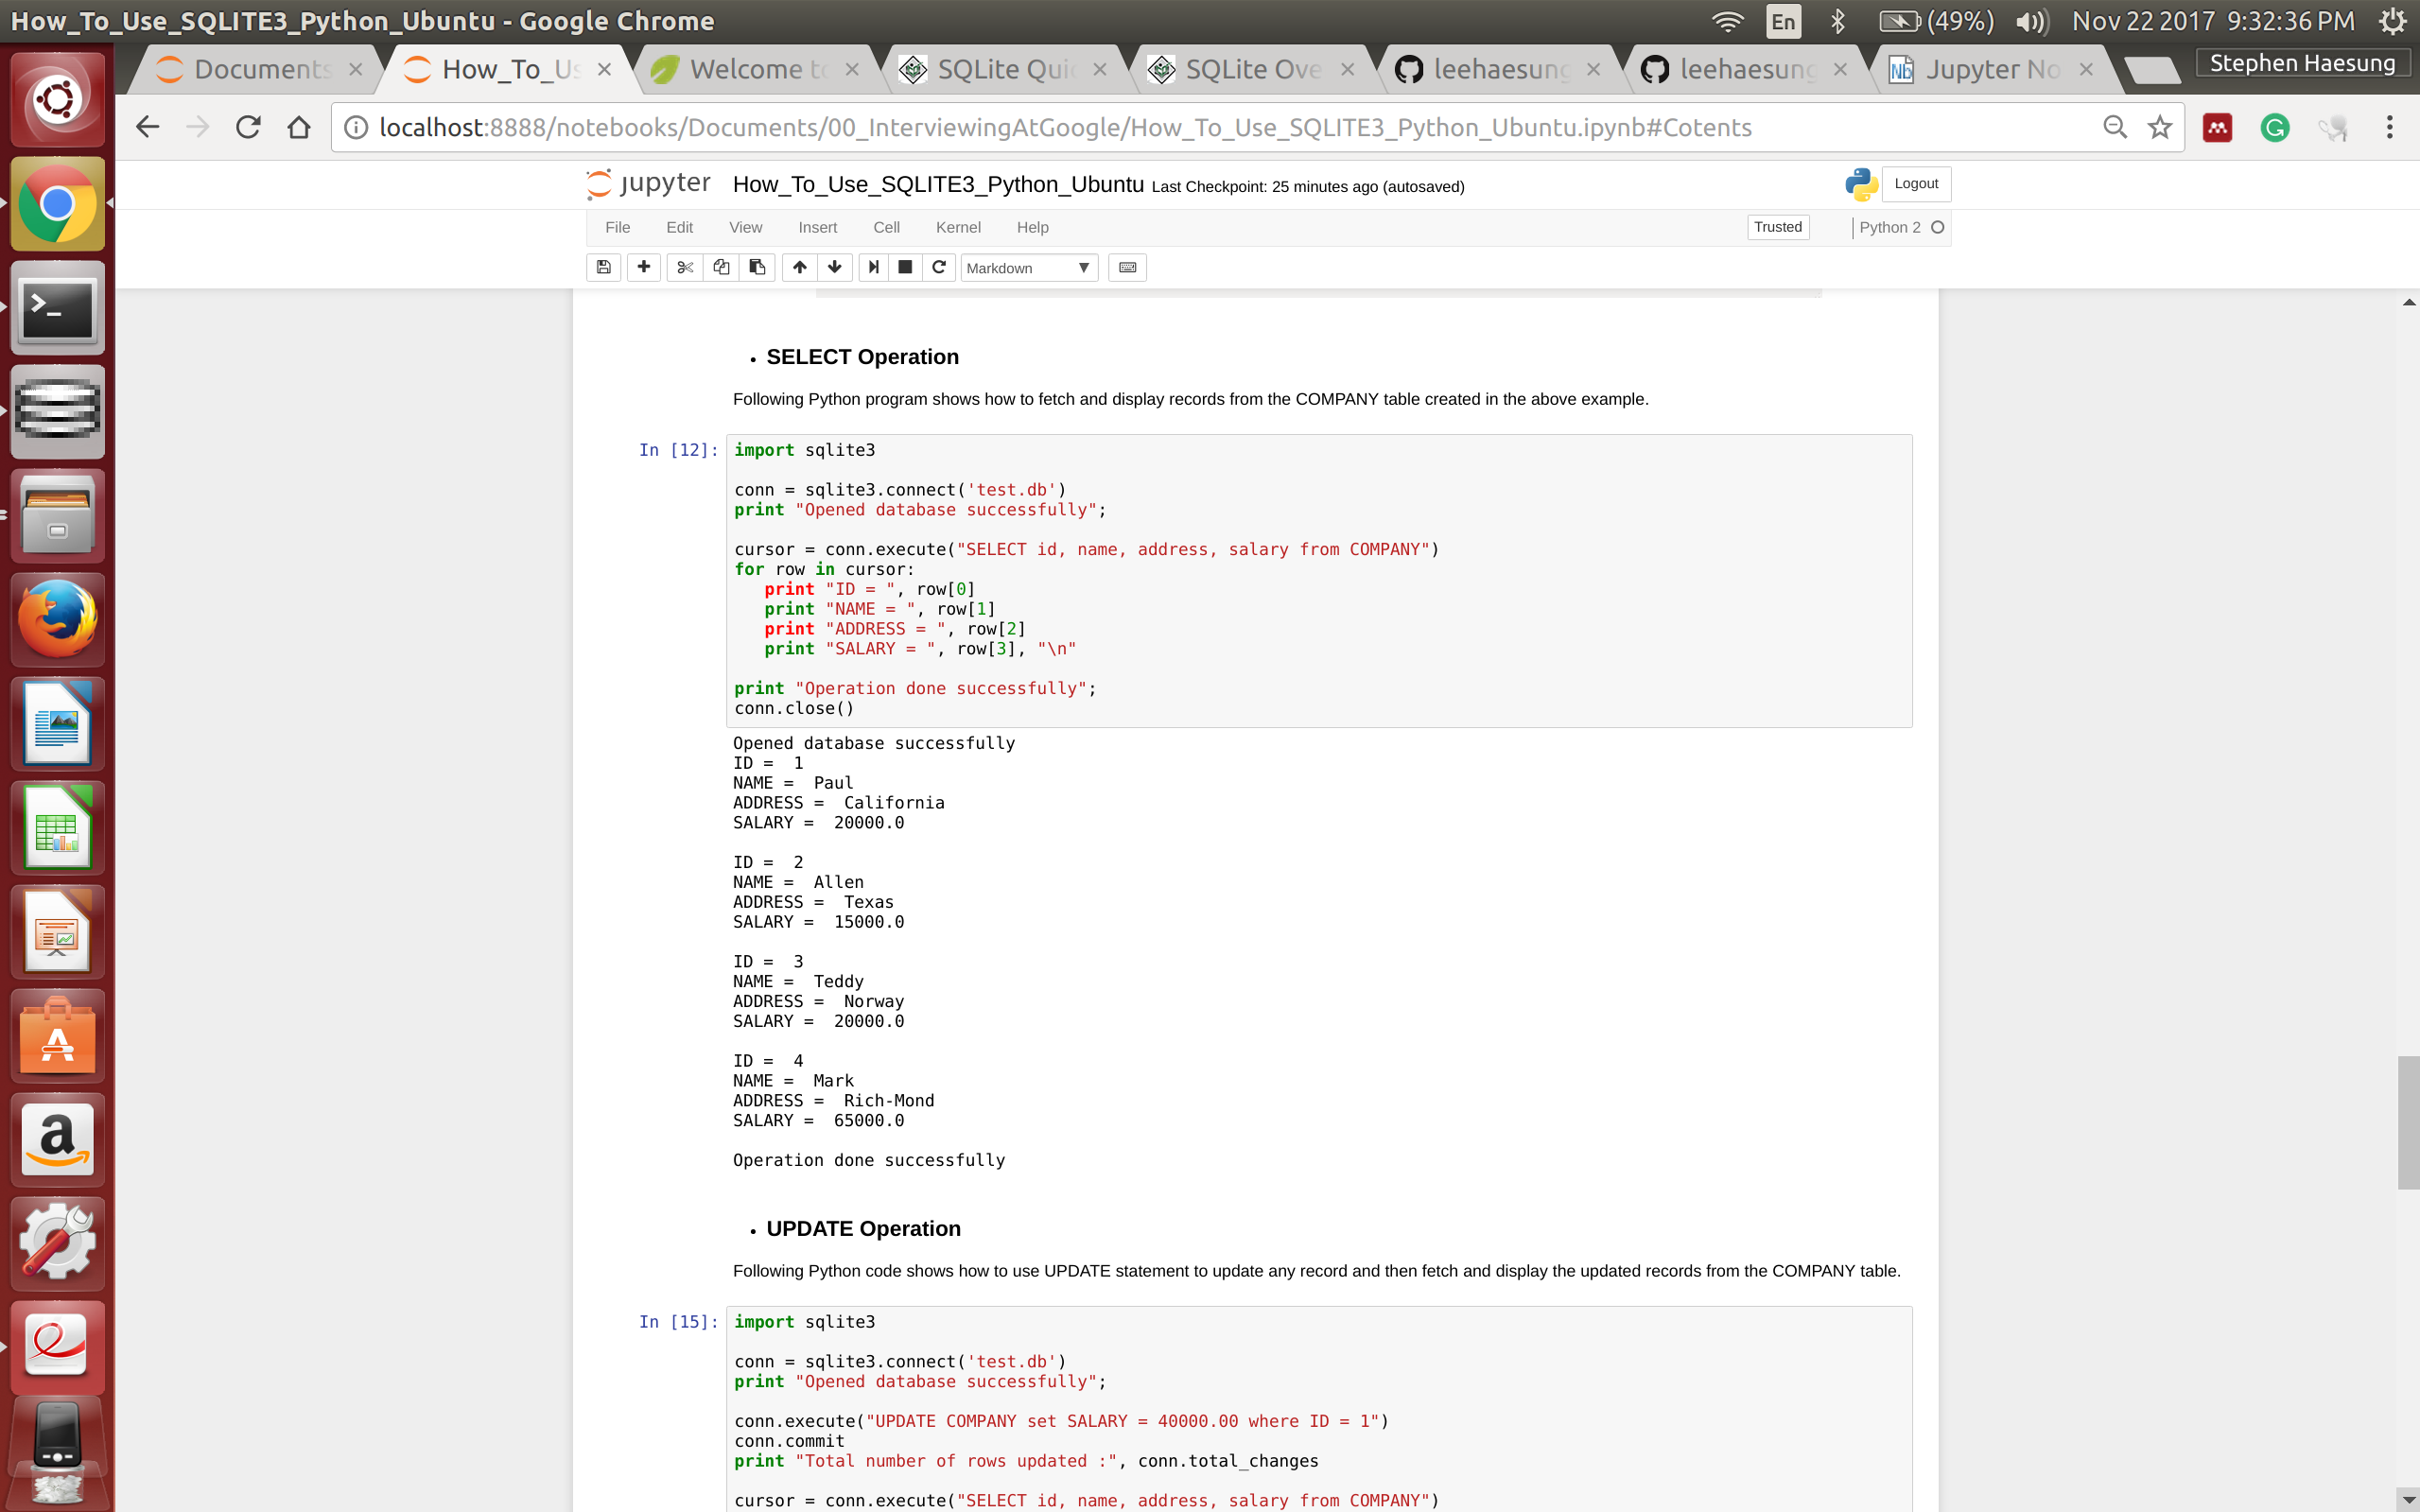 How_To_Use_SQLITE3_Python_Ubuntu - Google Chrome
En
(49%)
Nov 22 2017 9:32:36 PM
Documents
How_To_Us
Welcome to
SQLite Qui
SQLite Ove
leehaesung
leehaesung
Jupyter No
Stephen Haesung
localhost:8888/notebooks/Documents/00_InterviewingAtGoogle/How_To_Use_SQLITE3_Python_Ubuntu.ipynb#Cotents
jupyter How_To_Use_SQLITE3_Python_Ubuntu Last Checkpoint: 25 minutes ago (autosaved)
Logout
File Edit View Insert Cell Kernel Help
Trusted
Python 2
Markdown
• SELECT Operation
Following Python program shows how to fetch and display records from the COMPANY table created in the above example.
In [12]:
import sqlite3
conn = sqlite3.connect('test.db')
print "Opened database successfully";
cursor = conn.execute("SELECT id, name, address, salary from COMPANY")
for row in cursor:
print "ID = ", row[0]
print "NAME = ", row[1]
print "ADDRESS = ", row[2]
print "SALARY = ", row[3], "\n"
print "Operation done successfully";
conn.close()
Opened database successfully
ID =  1
NAME =  Paul
ADDRESS =  California
SALARY =  20000.0
ID =  2
NAME =  Allen
ADDRESS =  Texas
SALARY =  15000.0
ID =  3
NAME =  Teddy
ADDRESS =  Norway
SALARY =  20000.0
ID =  4
NAME =  Mark
ADDRESS =  Rich-Mond
SALARY =  65000.0
Operation done successfully
• UPDATE Operation
Following Python code shows how to use UPDATE statement to update any record and then fetch and display the updated records from the COMPANY table.
In [15]:
import sqlite3
conn = sqlite3.connect('test.db')
print "Opened database successfully";
conn.execute("UPDATE COMPANY set SALARY = 40000.00 where ID = 1")
conn.commit
print "Total number of rows updated :", conn.total_changes
cursor = conn.execute("SELECT id, name, address, salary from COMPANY")